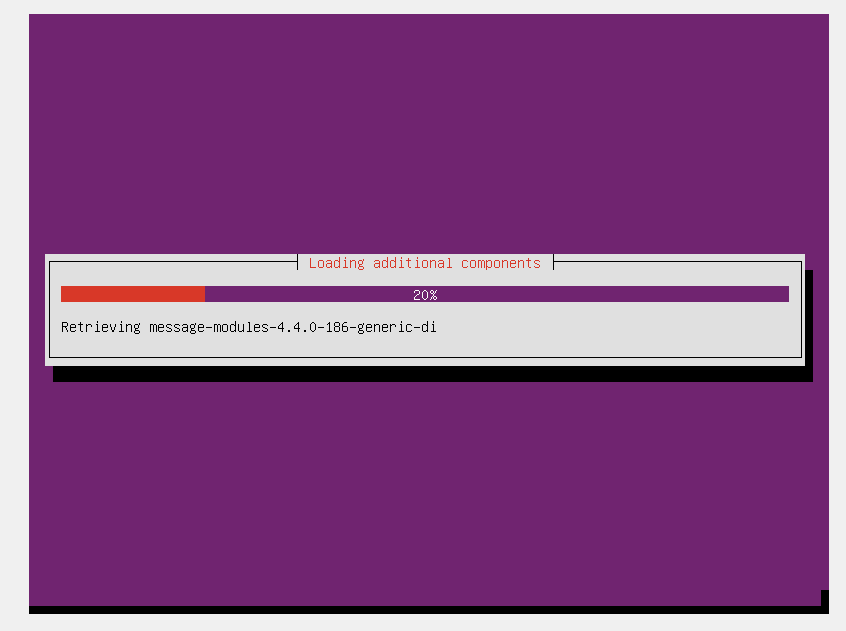 Loading additional components
20%
Retrieving message-modules-4.4.0-186-generic-di